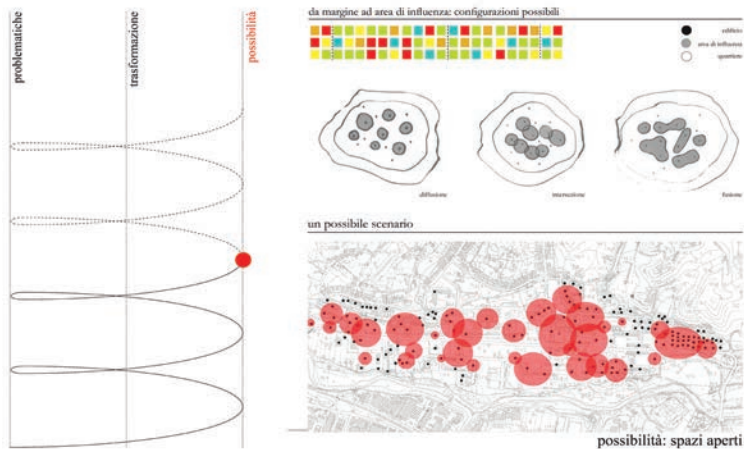 problematiche
trasformazione
possibilità
da margine ad area di influenza: configurazioni possibili
edificio
area di influenza
quartiere
diffusione
intersezione
fusione
un possibile scenario
possibilità: spazi aperti